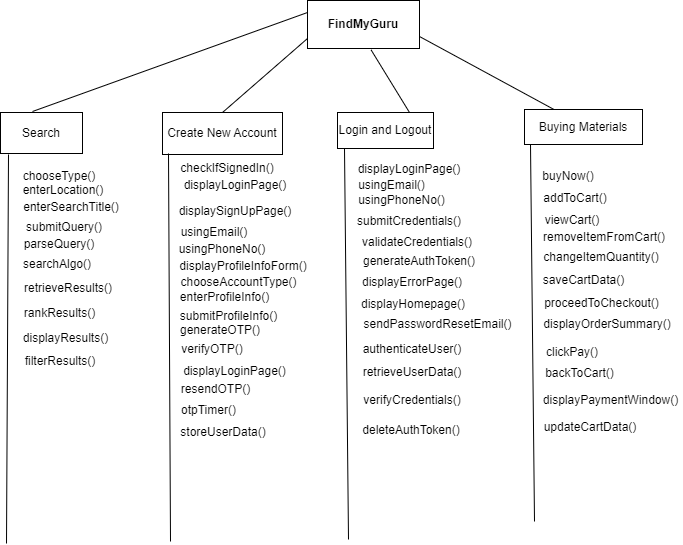 FindMyGuru
Search
chooseType()
enterLocation()
enterSearchTitle()
submitQuery()
parseQuery()
searchAlgo()
retrieveResults()
rankResults()
displayResults()
filterResults()
Create New Account
checkIfSignedIn()
displayLoginPage()
displaySignUpPage()
usingEmail()
usingPhoneNo()
displayProfileInfoForm()
chooseAccountType()
enterProfileInfo()
submitProfileInfo()
generateOTP()
verifyOTP()
displayLoginPage()
resendOTP()
otpTimer()
storeUserData()
Login and Logout
displayLoginPage()
usingEmail()
usingPhoneNo()
submitCredentials()
validateCredentials()
generateAuthToken()
displayErrorPage()
displayHomepage()
sendPasswordResetEmail()
authenticateUser()
retrieveUserData()
verifyCredentials()
deleteAuthToken()
Buying Materials
buyNow()
addToCart()
viewCart()
removeItemFromCart()
changeItemQuantity()
saveCartData()
proceedToCheckout()
displayOrderSummary()
clickPay()
backToCart()
displayPaymentWindow()
updateCartData()